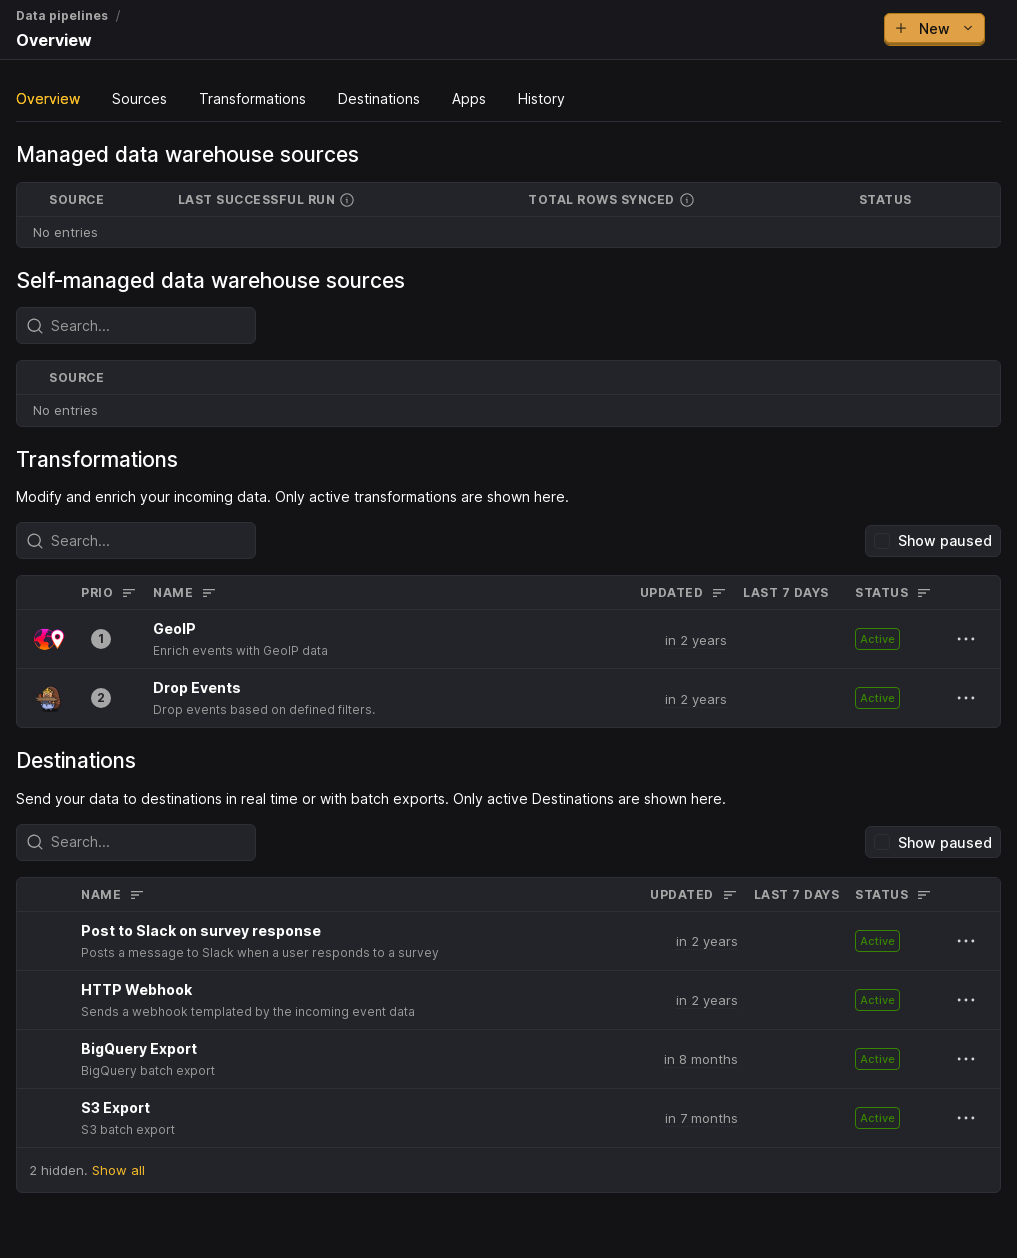 Data pipelines /
Overview
New
Overview Sources Transformations Destinations Apps History
Managed data warehouse sources
SOURCE LAST SUCCESSFUL RUN TOTAL ROWS SYNCED STATUS
No entries
Self-managed data warehouse sources
Search...
SOURCE
No entries
Transformations
Modify and enrich your incoming data. Only active transformations are shown here.
Search... Show paused
PRIO NAME UPDATED LAST 7 DAYS STATUS
1 GeoIP in 2 years Active
Enrich events with GeoIP data
2 Drop Events in 2 years Active
Drop events based on defined filters.
Destinations
Send your data to destinations in real time or with batch exports. Only active Destinations are shown here.
Search... Show paused
NAME UPDATED LAST 7 DAYS STATUS
Post to Slack on survey response in 2 years Active
Posts a message to Slack when a user responds to a survey
HTTP Webhook in 2 years Active
Sends a webhook templated by the incoming event data
BigQuery Export in 8 months Active
BigQuery batch export
S3 Export in 7 months Active
S3 batch export
2 hidden. Show all